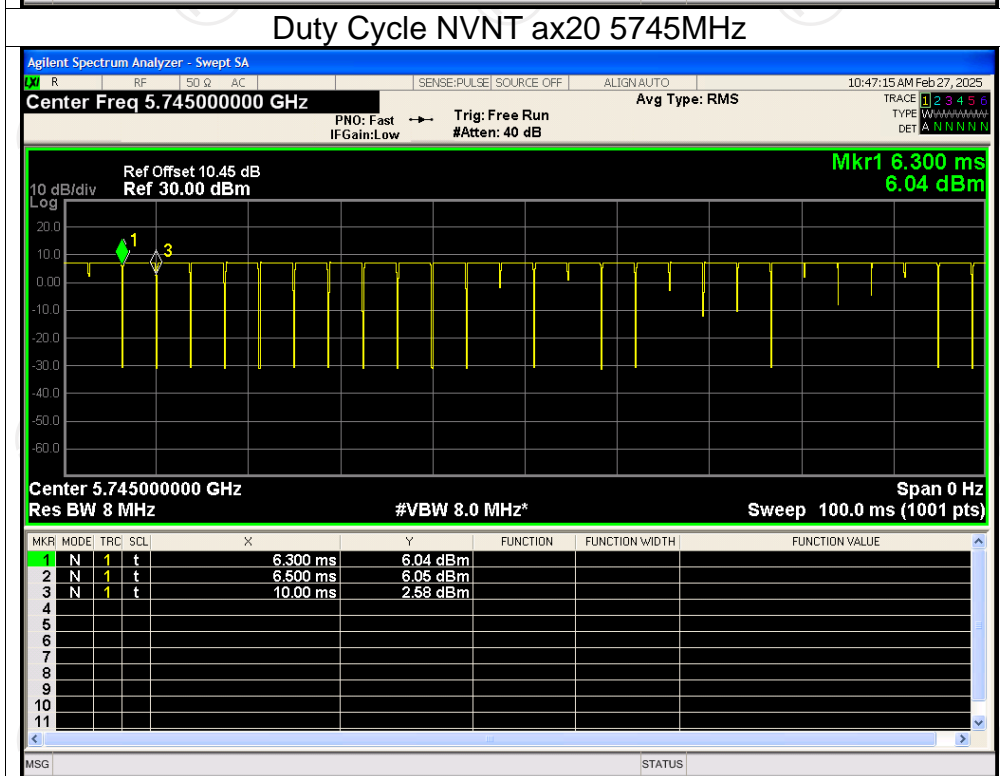 Duty Cycle NVNT ax20 5745MHz
Agilent Spectrum Analyzer - Swept SA
LXI R RF 50 Ω AC SENSE:PULSE SOURCE OFF ALIGN AUTO 10:47:15 AM Feb 27, 2025
Center Freq 5.745000000 GHz Avg Type: RMS TRACE 1 2 3 4 5 6
PNO: Fast Trig: Free Run TYPE WWWWWW
IFGain:Low #Atten: 40 dB DET A N N N N N
Mkr1 6.300 ms
Ref Offset 10.45 dB
10 dB/div Ref 30.00 dBm 6.04 dBm
Log
20.0
1
3
10.0
0.00
-10.0
-20.0
-30.0
-40.0
-50.0
-60.0
Center 5.745000000 GHz Span 0 Hz
Res BW 8 MHz #VBW 8.0 MHz* Sweep 100.0 ms (1001 pts)
MKR MODE TRC SCL X Y FUNCTION FUNCTION WIDTH FUNCTION VALUE
1 N 1 t 6.300 ms 6.04 dBm
2 N 1 t 6.500 ms 6.05 dBm
3 N 1 t 10.00 ms 2.58 dBm
4
5
6
7
8
9
10
11
MSG STATUS